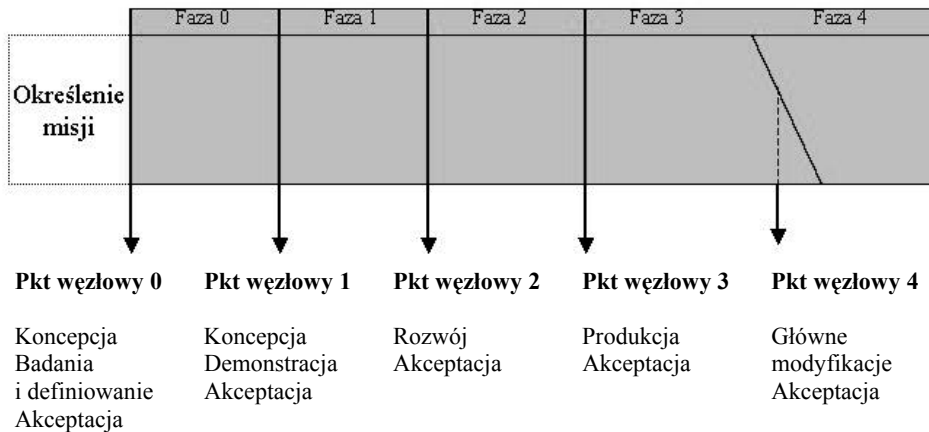 Faza 0
Faza 1
Faza 2
Faza 3
Faza 4
Określenie
misji
Pkt węzłowy 0
Pkt węzłowy 1
Pkt węzłowy 2
Pkt węzłowy 3
Pkt węzłowy 4
Koncepcja
Badania
i definiowanie
Akceptacja
Koncepcja
Demonstracja
Akceptacja
Rozwój
Akceptacja
Produkcja
Akceptacja
Główne
modyfikacje
Akceptacja